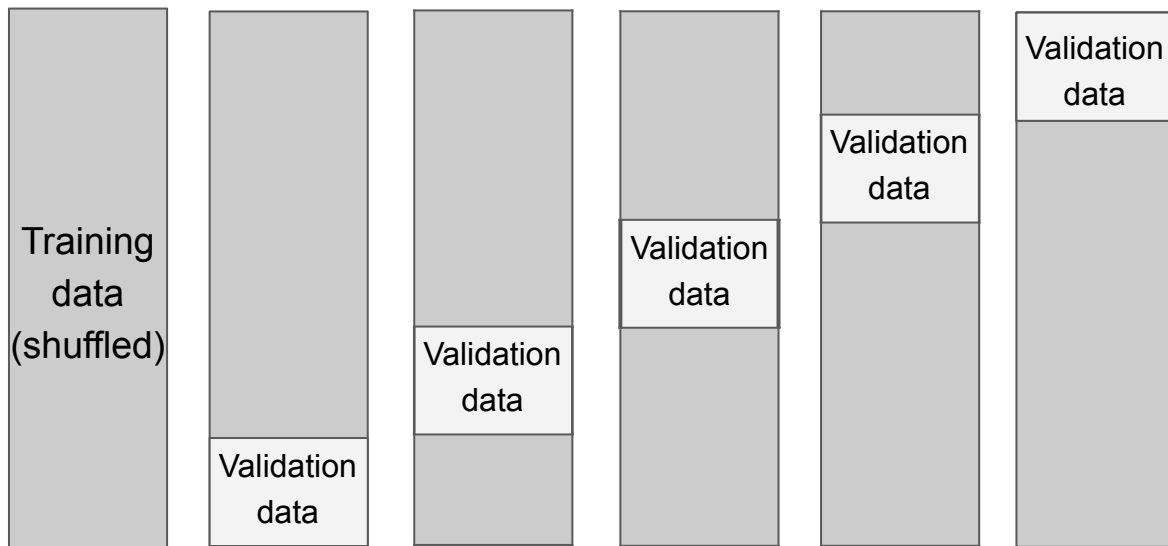 Training
data
(shuffled)
Validation
data
Validation
data
Validation
data
Validation
data
Validation
data